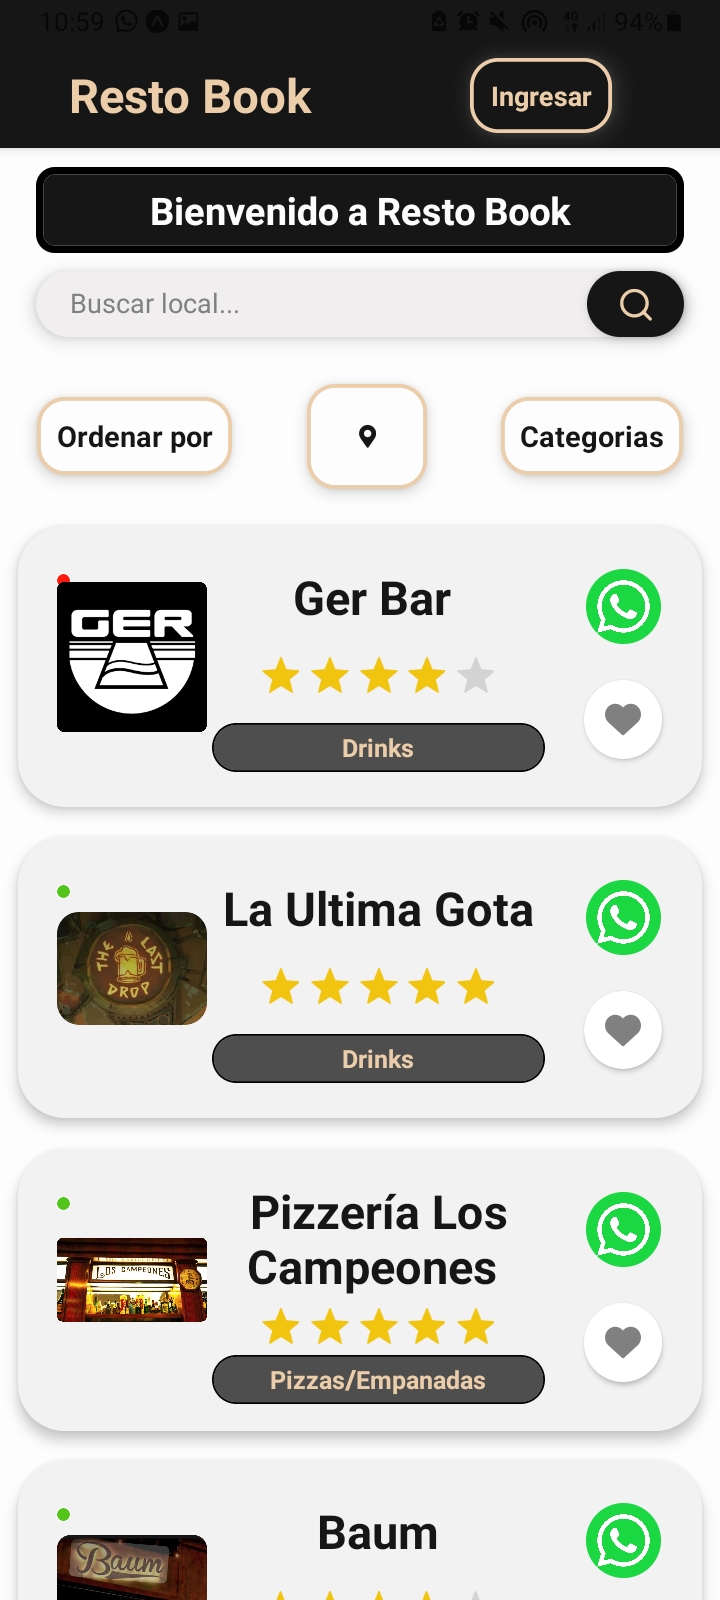 10:59
4G
94%
Resto Book
Ingresar
Bienvenido a Resto Book
Buscar local...
Ordenar por
Categorias
GER
Ger Bar
Drinks
La Ultima Gota
THE LAST
DROP
Drinks
Pizzería Los
Campeones
LOS CAMPEONES
Pizzas/Empanadas
Baum
Baum